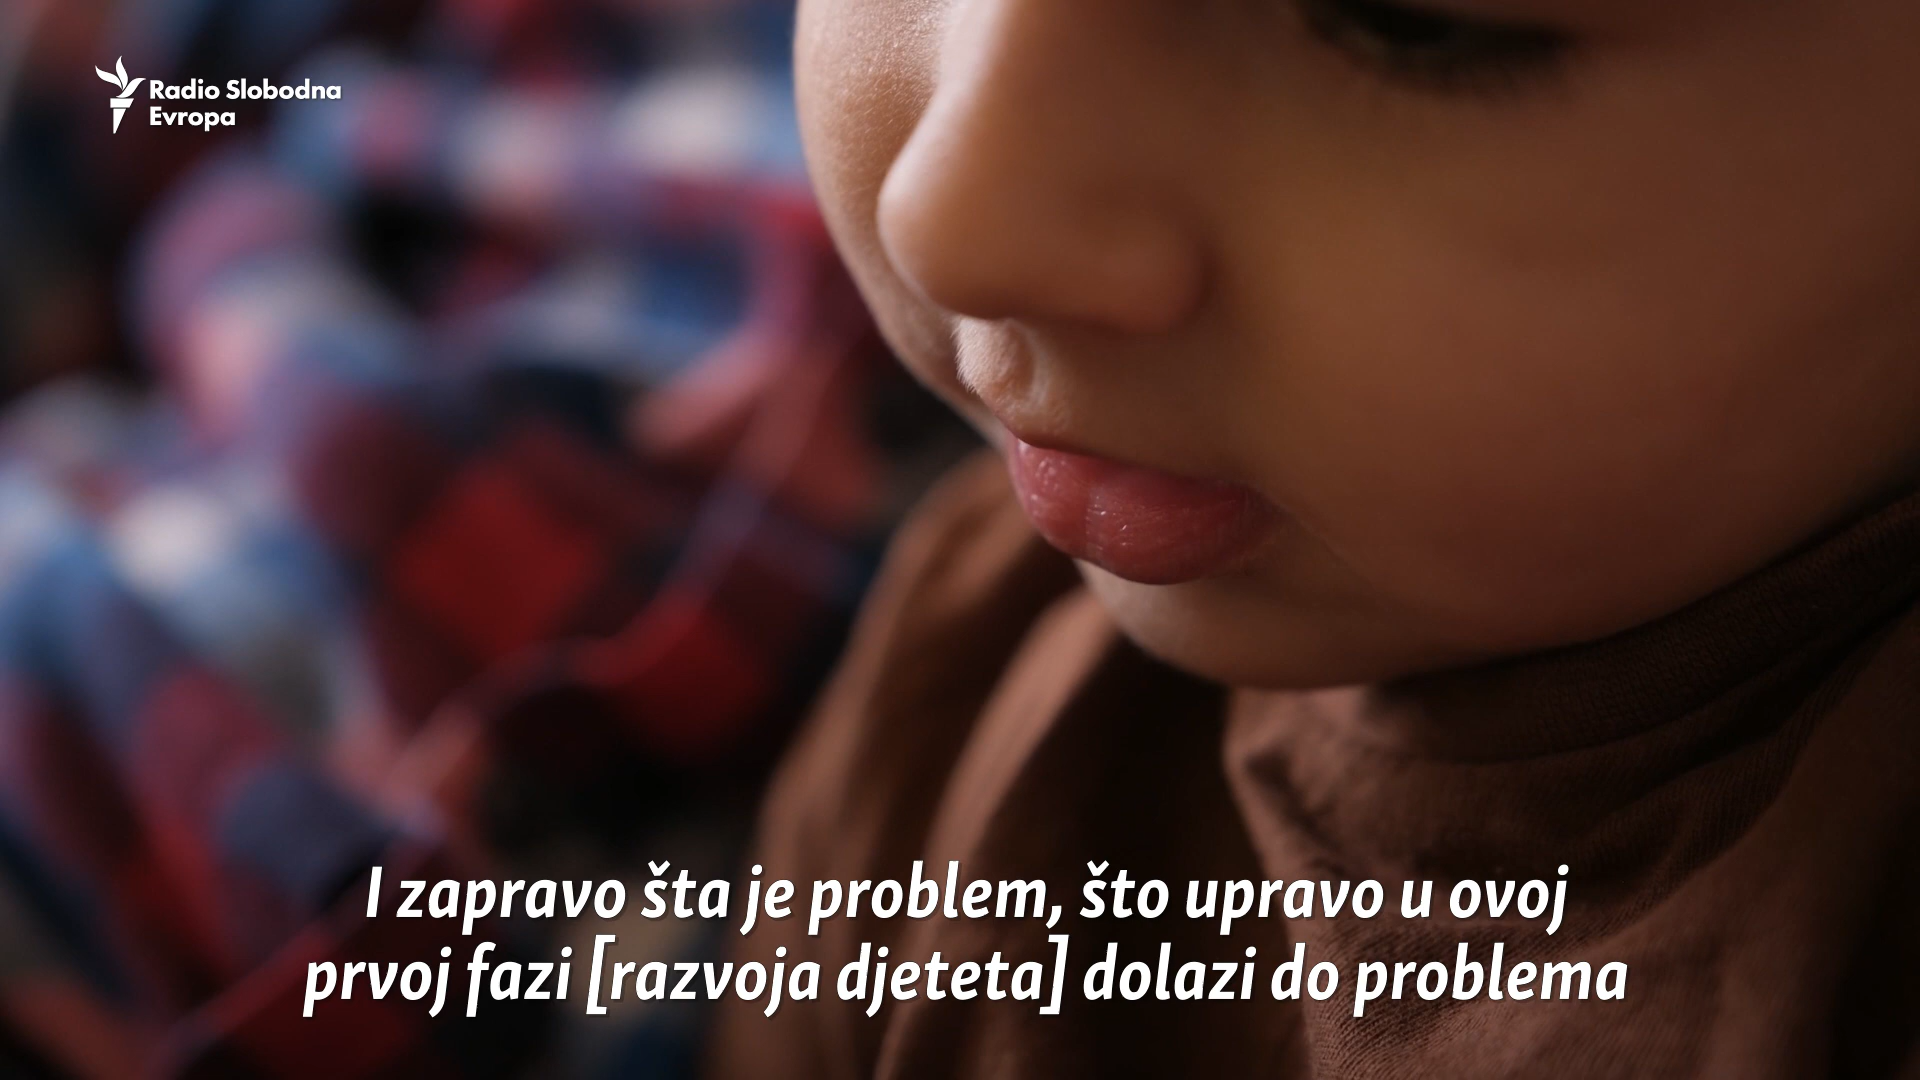 Radio Slobodna
Evropa
I zapravo šta je problem, što upravo u ovoj
prvoj fazi [razvoja djeteta] dolazi do problema